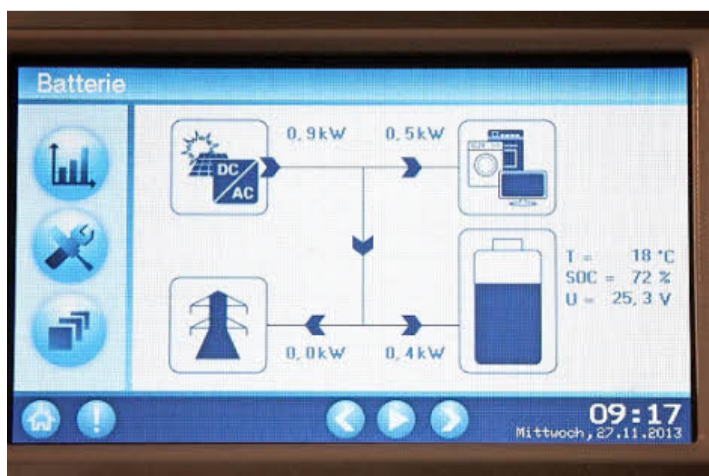 Batterie
0,9kW 0,5kW
DC
AC
T = 18 °C
SOC = 72 %
U = 25,3 V
0,0kW 0,4kW
09:17
Mittwoch,27.11.2013